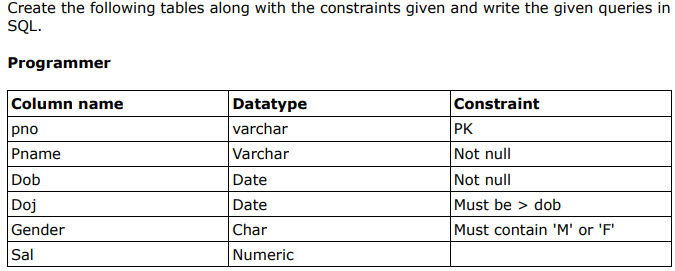 Create the following tables along with the constraints given and write the given queries in
SQL.
Programmer
Column name Datatype Constraint
pno varchar PK
Pname Varchar Not null
Dob Date Not null
Doj Date Must be > dob
Gender Char Must contain 'M' or 'F'
Sal Numeric